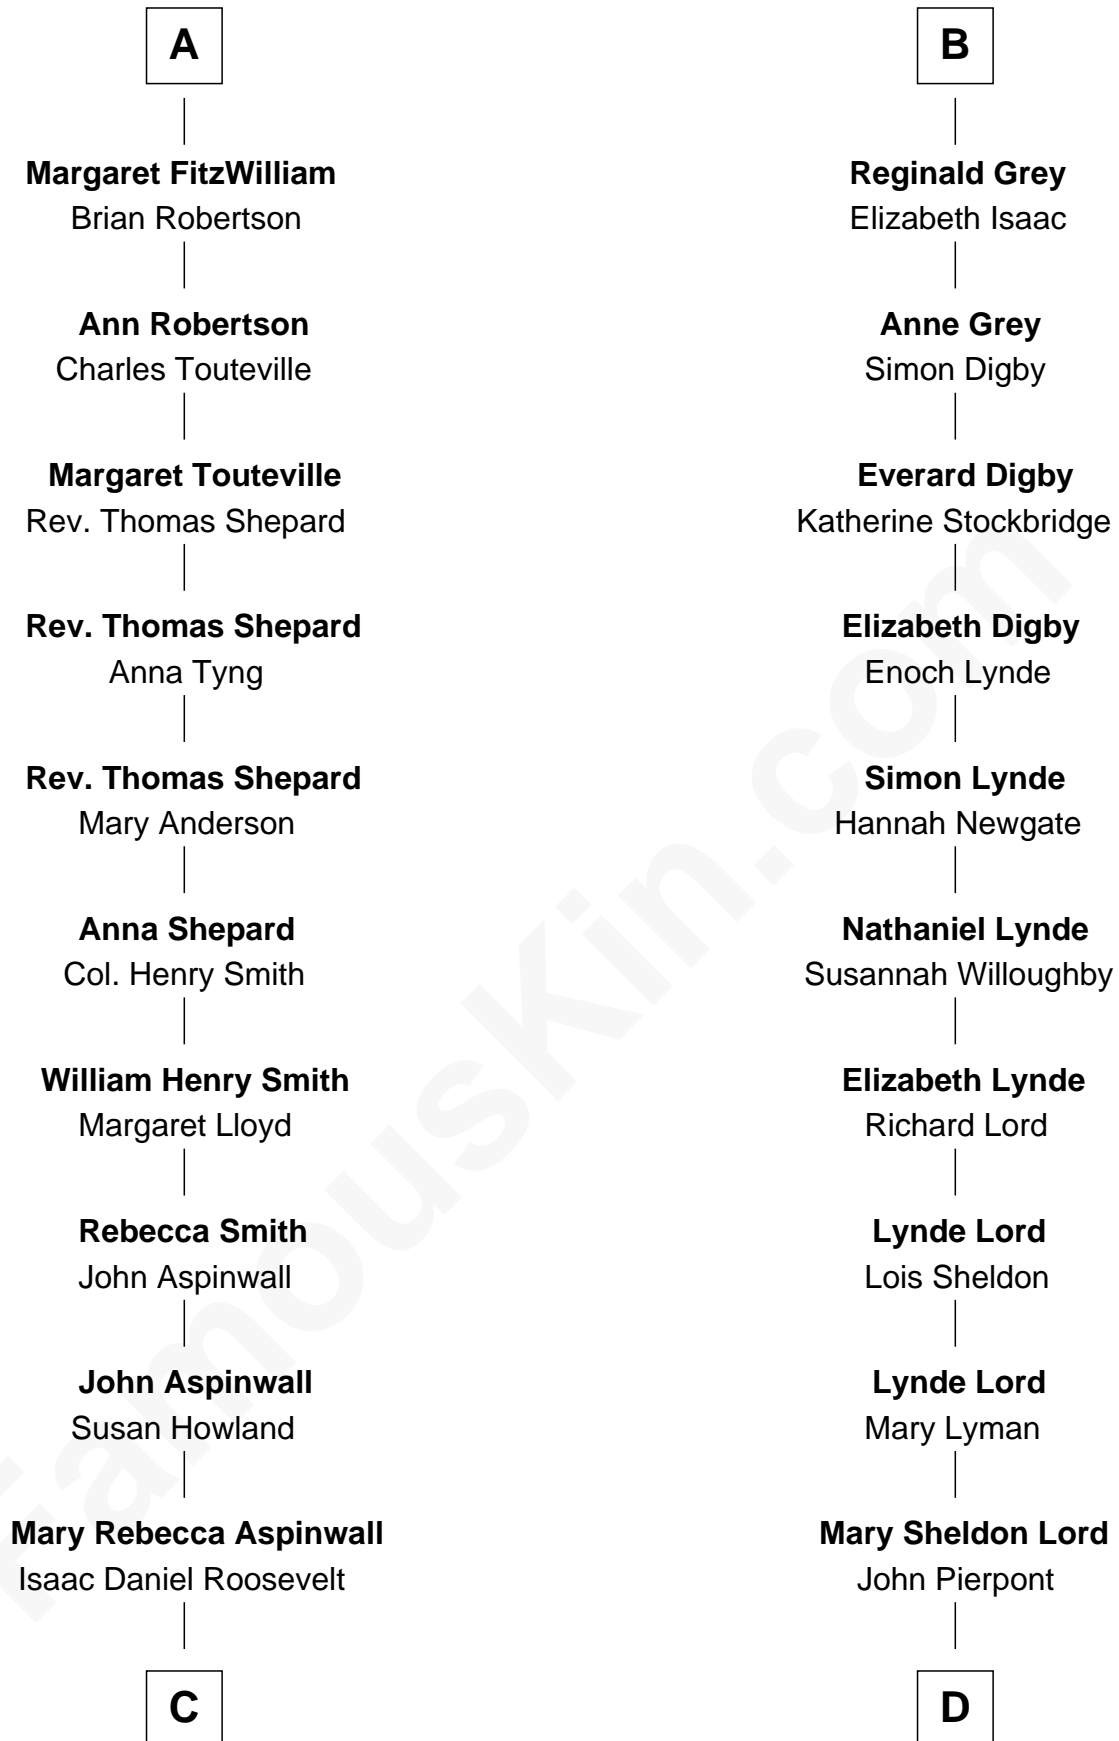 A
Margaret FitzWilliam
Brian Robertson
Ann Robertson
Charles Touteville
Margaret Touteville
Rev. Thomas Shepard
Rev. Thomas Shepard
Anna Tyng
Rev. Thomas Shepard
Mary Anderson
Anna Shepard
Col. Henry Smith
William Henry Smith
Margaret Lloyd
Rebecca Smith
John Aspinwall
John Aspinwall
Susan Howland
Mary Rebecca Aspinwall
Isaac Daniel Roosevelt
C
B
Reginald Grey
Elizabeth Isaac
Anne Grey
Simon Digby
Everard Digby
Katherine Stockbridge
Elizabeth Digby
Enoch Lynde
Simon Lynde
Hannah Newgate
Nathaniel Lynde
Susannah Willoughby
Elizabeth Lynde
Richard Lord
Lynde Lord
Lois Sheldon
Lynde Lord
Mary Lyman
Mary Sheldon Lord
John Pierpont
D
FamousKin.com